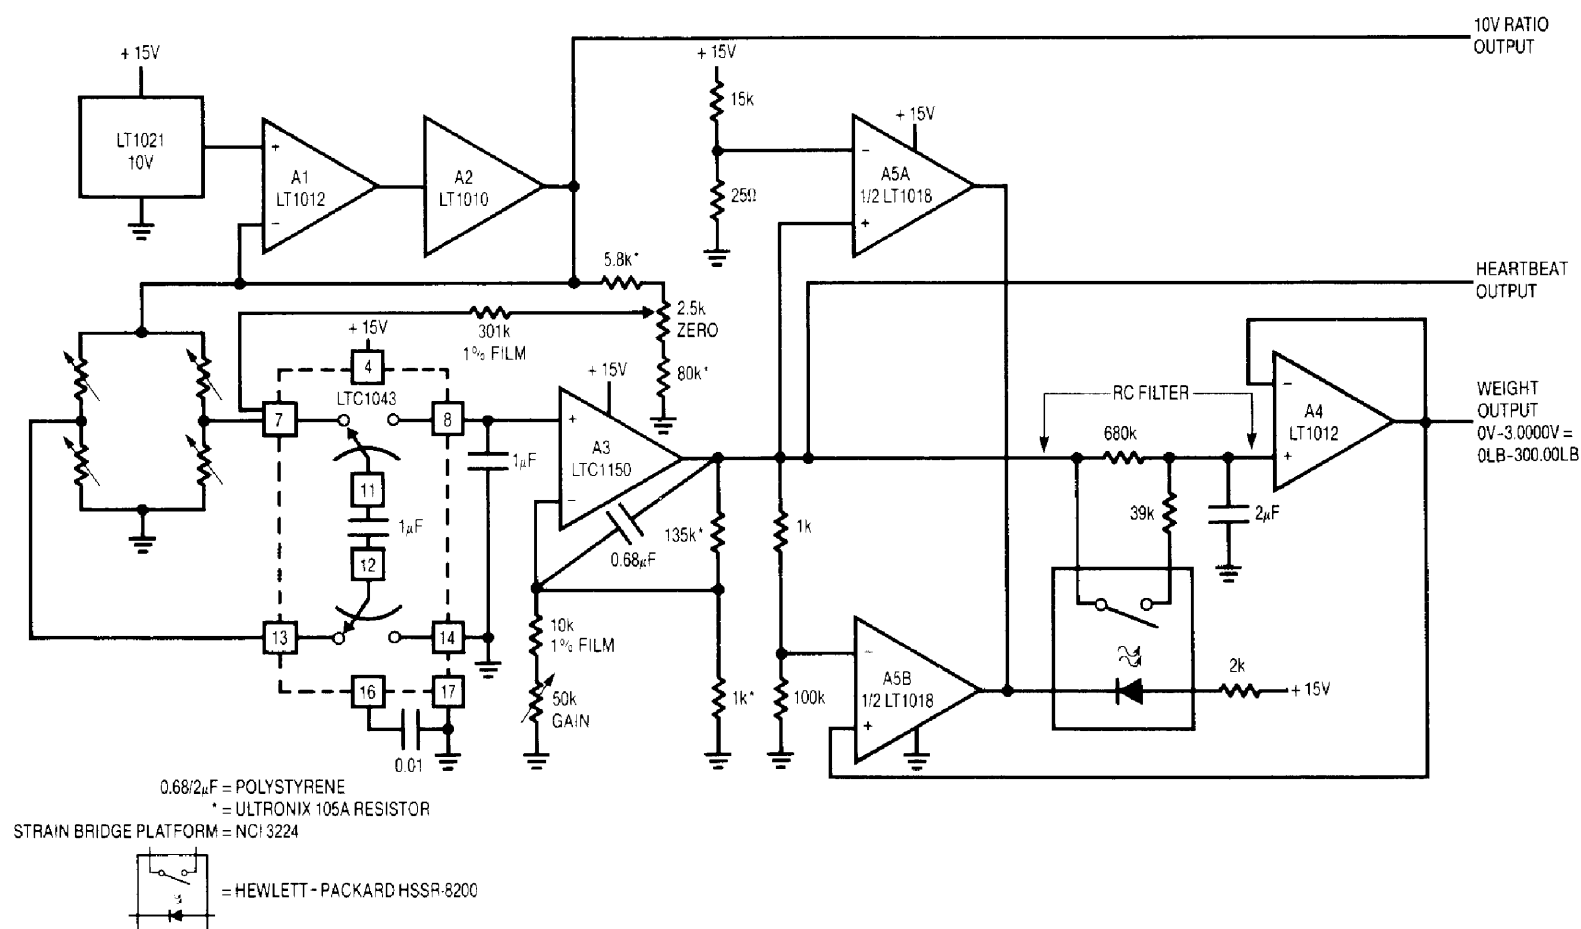 10V RATIO
OUTPUT
+ 15V
+ 15V
15k
+ 15V
LT1021
10V
+
A1
LT1012
−
A2
LT1010
−
A5A
1/2 LT1018
+
25Ω
5.8k*
HEARTBEAT
OUTPUT
2.5k
ZERO
301k
1% FILM
+ 15V
4
LTC1043
80k*
+ 15V
7
8
+
A3
LTC1150
−
1µF
11
1µF
12
RC FILTER
680k
−
A4
LT1012
+
WEIGHT
OUTPUT
0V–3.0000V =
0LB–300.00LB
39k
2µF
135k*
0.68µF
1k
13
14
10k
1% FILM
50k
GAIN
1k*
100k
−
A5B
1/2 LT1018
+
2k
+ 15V
16
17
0.01
0.68/2µF = POLYSTYRENE
* = ULTRONIX 105A RESISTOR
STRAIN BRIDGE PLATFORM = NCI 3224
= HEWLETT - PACKARD HSSR-8200